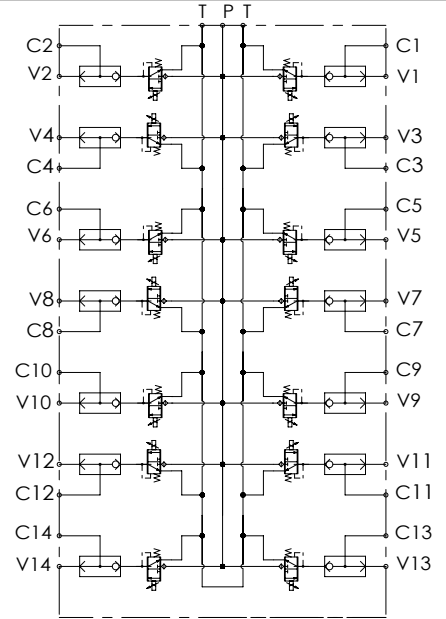 T P T
C2 C1
V2 V1
V4 V3
C4 C3
C6 C5
V6 V5
V8 V7
C8 C7
C10 C9
V10 V9
V12 V11
C12 C11
C14 C13
V14 V13